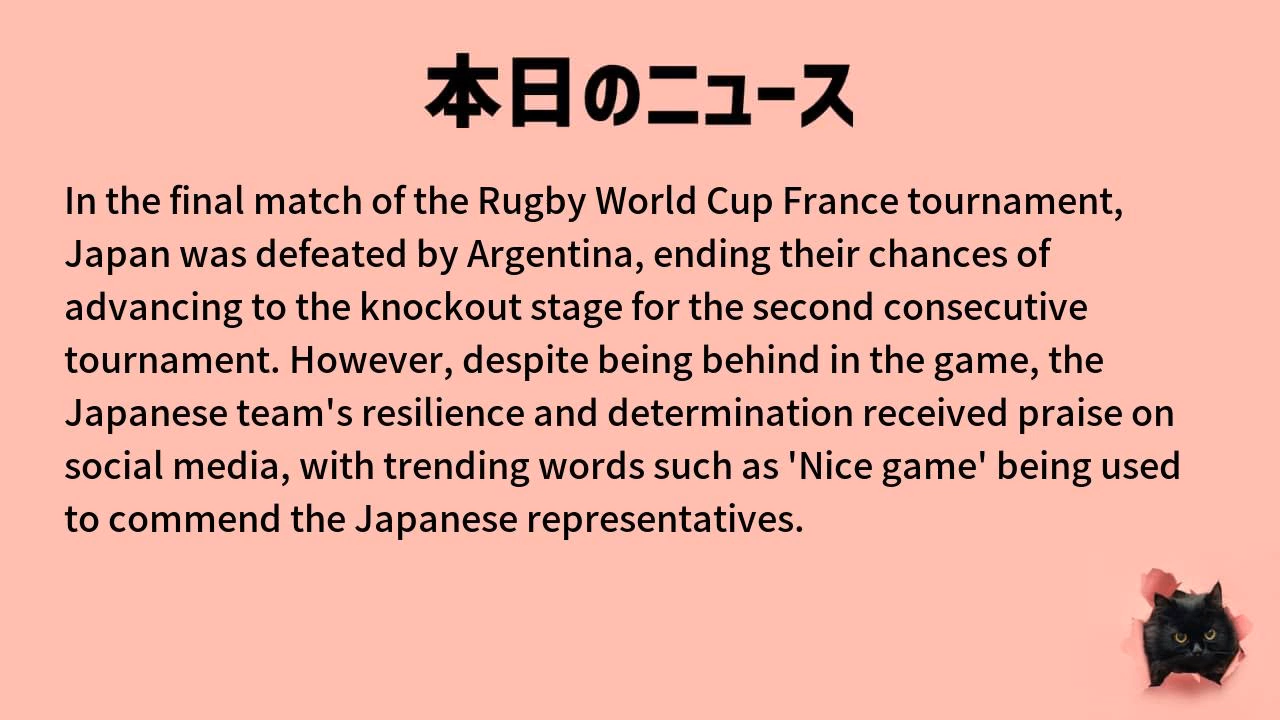 本日のニュース
In the final match of the Rugby World Cup France tournament,
Japan was defeated by Argentina, ending their chances of
advancing to the knockout stage for the second consecutive
tournament. However, despite being behind in the game, the
Japanese team's resilience and determination received praise on
social media, with trending words such as 'Nice game' being used
to commend the Japanese representatives.